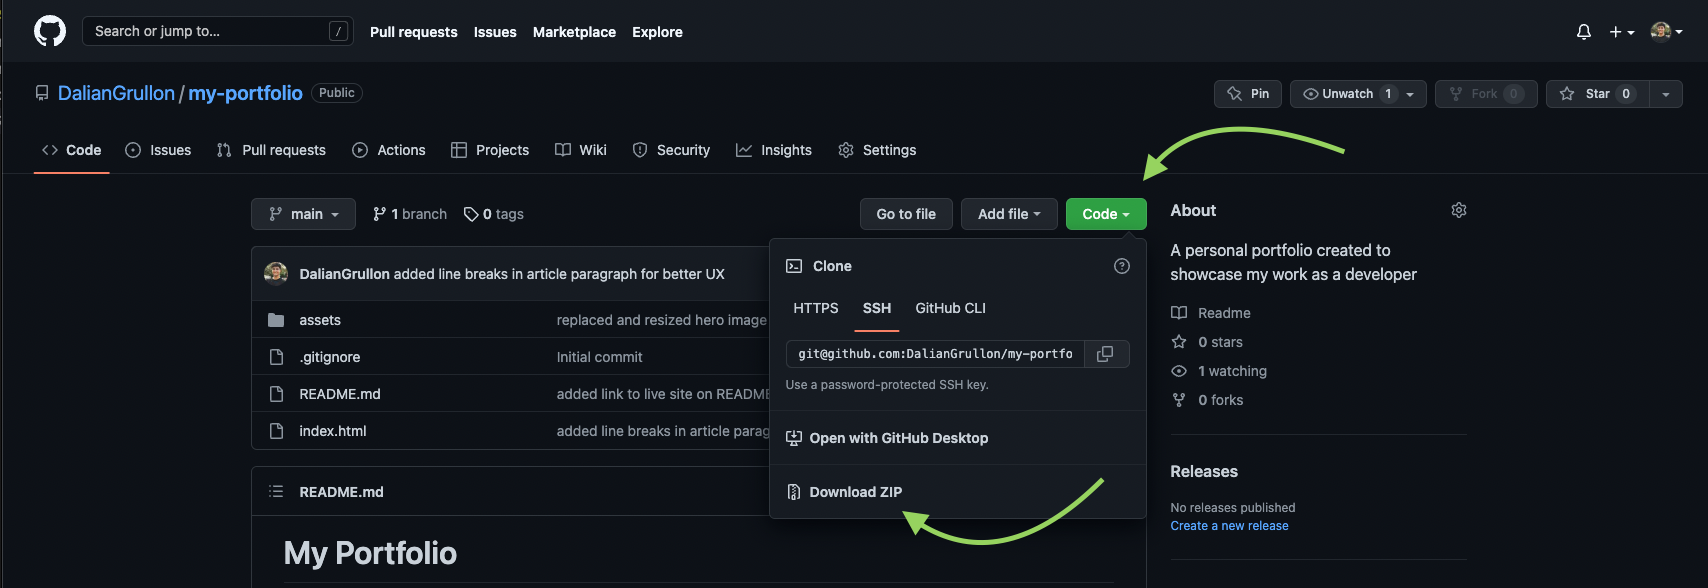 Search or jump to... /
Pull requests Issues Marketplace Explore
DalianGrullon / my-portfolio Public
Pin Unwatch 1 Fork 0 Star 0
Code Issues Pull requests Actions Projects Wiki Security Insights Settings
main 1 branch 0 tags Go to file Add file Code
DalianGrullon added line breaks in article paragraph for better UX
assets replaced and resized hero image
.gitignore Initial commit
README.md added link to live site on README
index.html added line breaks in article parag
README.md
My Portfolio
Clone
HTTPS SSH GitHub CLI
git@github.com:DalianGrullon/my-portfo
Use a password-protected SSH key.
Open with GitHub Desktop
Download ZIP
About
A personal portfolio created to
showcase my work as a developer
Readme
0 stars
1 watching
0 forks
Releases
No releases published
Create a new release